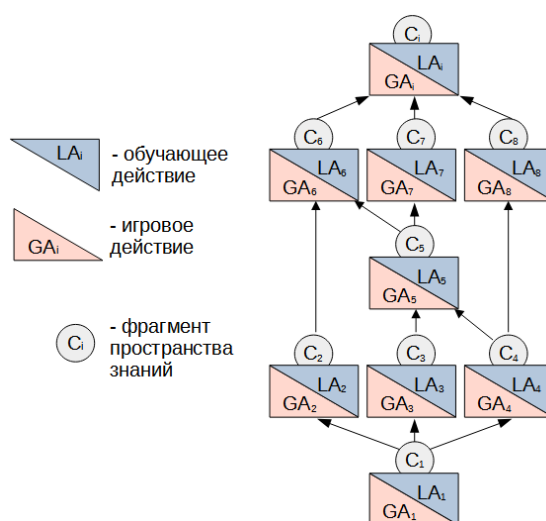 LAᵢ
- обучающее
действие
GAᵢ
- игровое
действие
Cᵢ
- фрагмент
пространства
знаний
Cᵢ
LAᵢ
GAᵢ
C₆ C₇ C₈
LA₆ LA₇ LA₈
GA₆ GA₇ GA₈
C₅
LA₅
GA₅
C₂ C₃ C₄
LA₂ LA₃ LA₄
GA₂ GA₃ GA₄
C₁
LA₁
GA₁